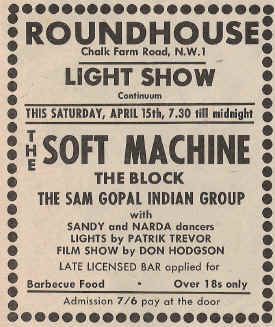 ROUNDHOUSE
Chalk Farm Road, N.W.1
LIGHT SHOW
Continuum
THIS SATURDAY, APRIL 15th, 7.30 till midnight
THE SOFT MACHINE
THE BLOCK
THE SAM GOPAL INDIAN GROUP
with
SANDY and NARDA dancers
LIGHTS by PATRIK TREVOR
FILM SHOW by DON HODGSON
LATE LICENSED BAR applied for
Barbecue Food • Over 18s only
Admission 7/6 pay at the door